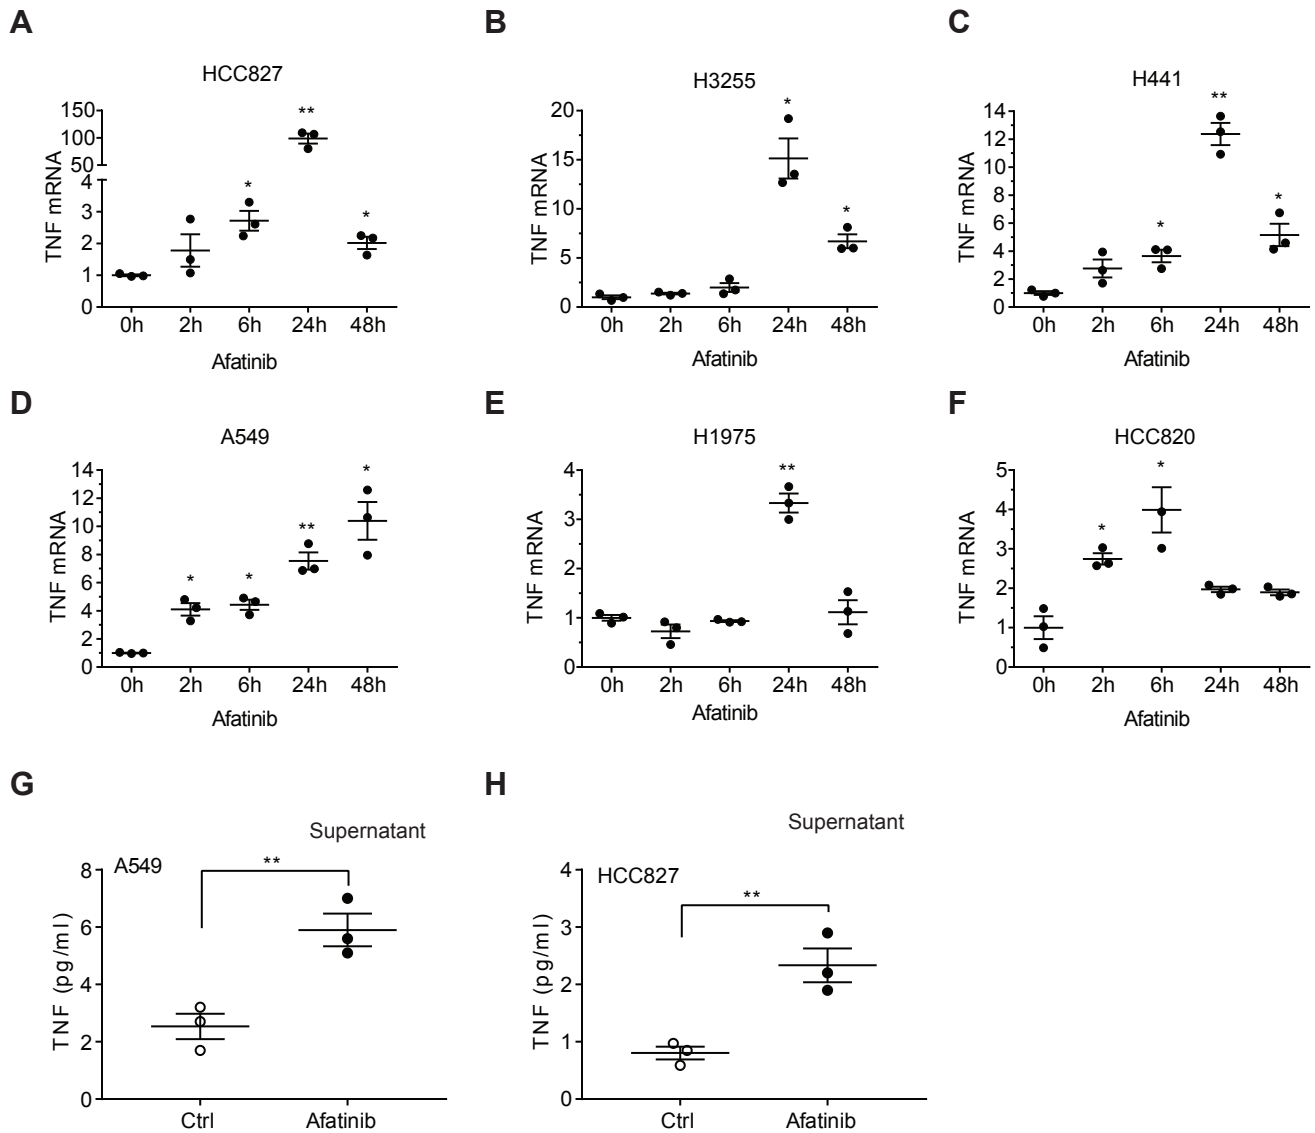 A
HCC827
TNF mRNA
150
100
50
4
3
2
1
0
*
**
*
0h 2h 6h 24h 48h
Afatinib
B
H3255
TNF mRNA
20
15
10
5
0
*
*
0h 2h 6h 24h 48h
Afatinib
C
H441
TNF mRNA
14
12
10
8
6
4
2
0
*
**
*
0h 2h 6h 24h 48h
Afatinib
D
A549
TNF mRNA
14
12
10
8
6
4
2
0
*
*
**
*
0h 2h 6h 24h 48h
Afatinib
E
H1975
TNF mRNA
4
3
2
1
0
**
0h 2h 6h 24h 48h
Afatinib
F
HCC820
TNF mRNA
5
4
3
2
1
0
*
*
0h 2h 6h 24h 48h
Afatinib
G
Supernatant
A549
TNF (pg/ml)
8
6
4
2
0
**
Ctrl Afatinib
H
Supernatant
HCC827
TNF (pg/ml)
4
3
2
1
0
**
Ctrl Afatinib